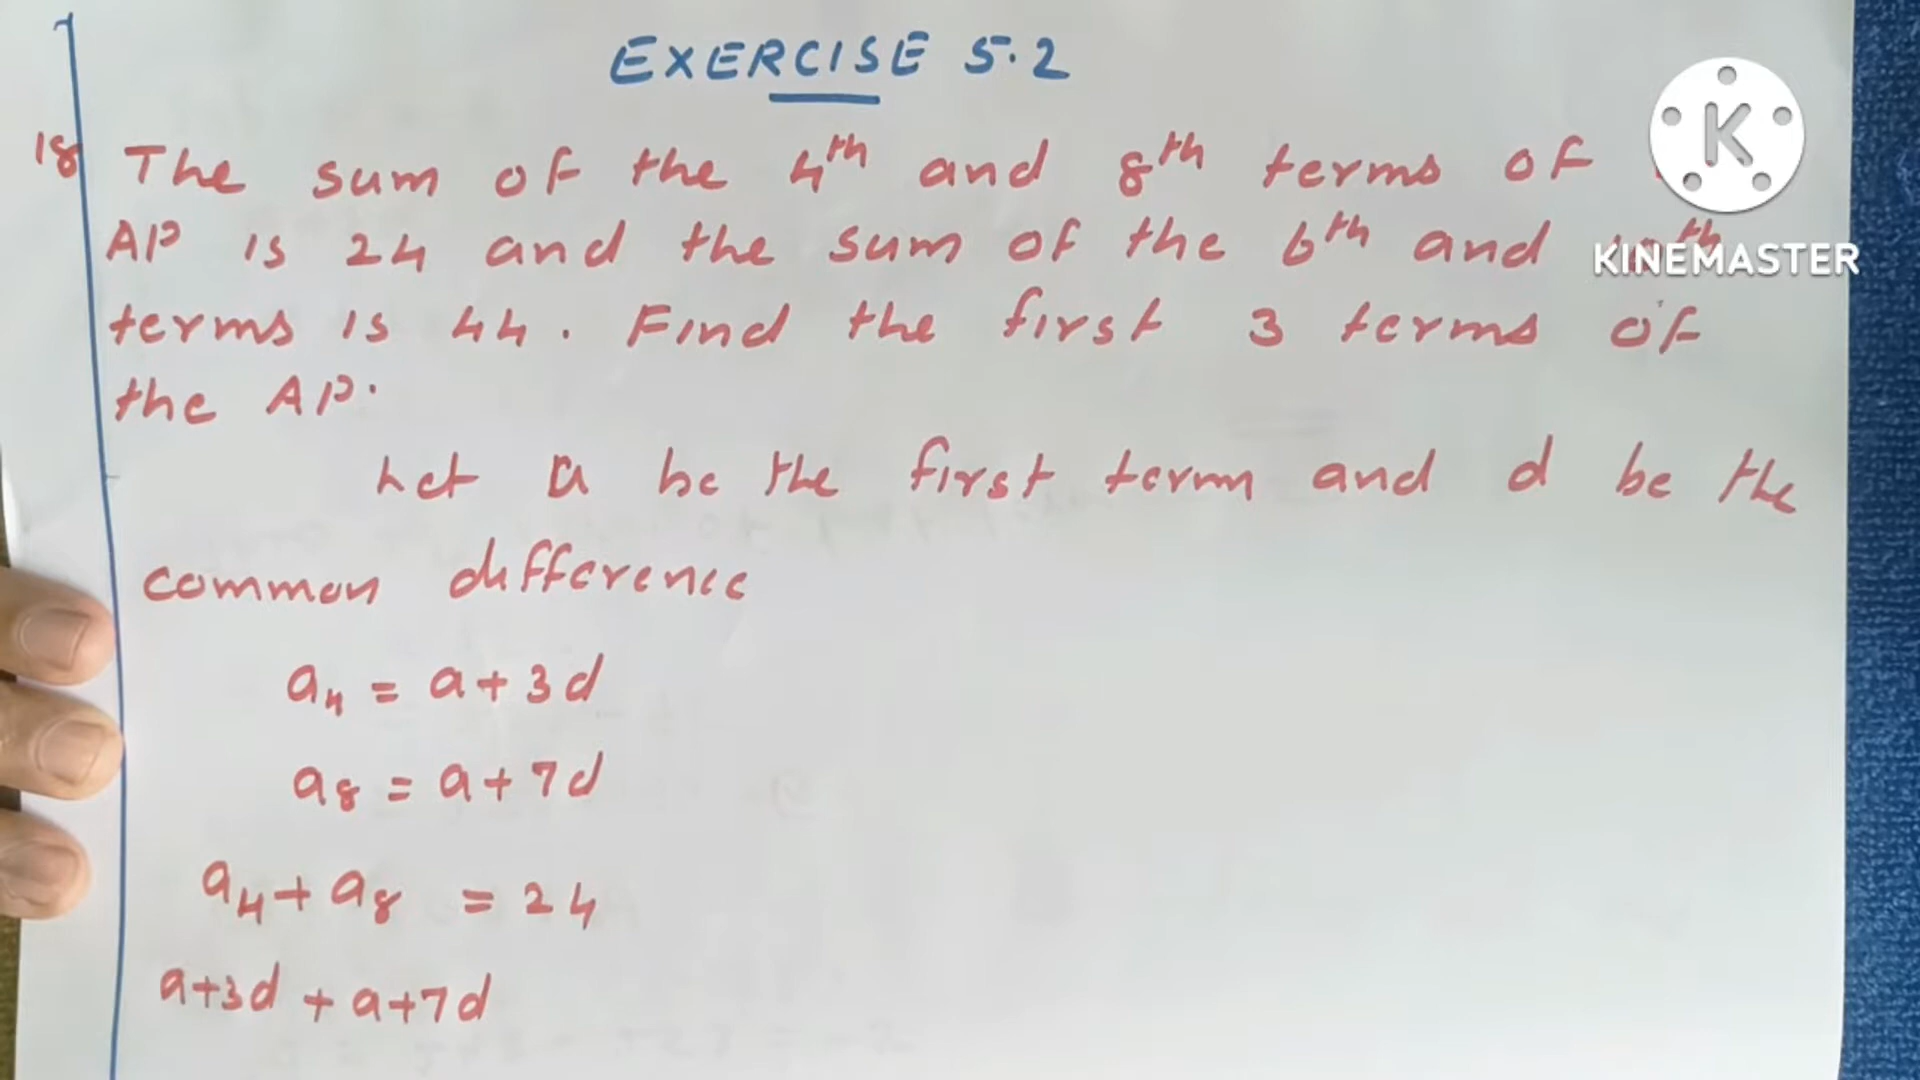 EXERCISE 5.2
18 The sum of the 4th and 8th terms of
AP is 24 and the sum of the 6th and
terms is 44. Find the first 3 terms of
the AP.
Let a be the first term and d be the
common difference
a4 = a+3d
a8 = a+7d
a4+a8 = 24
a+3d + a+7d
K
KINEMASTER